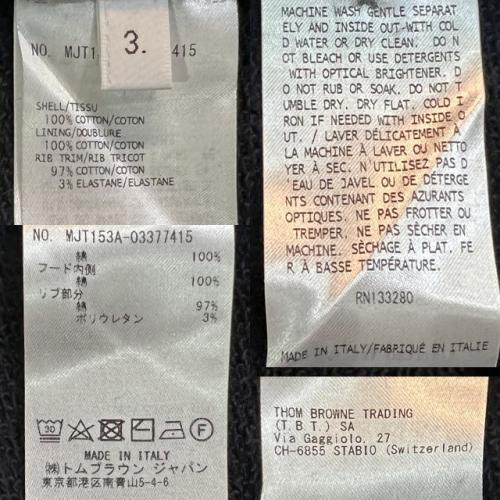 3.
NO. MJT1 415
SHELL/TISSU
100% COTTON/COTON
LINING/DOUBLURE
100% COTTON/COTON
RIB TRIM/RIB TRICOT
97% COTTON/COTON
3% ELASTANE/ELASTANE
NO. MJT153A-03377415
綿 100%
フード内側
綿 100%
リブ部分
綿 97%
ポリウレタン 3%
30
F
MADE IN ITALY
㈱トムブラウン ジャパン
東京都港区南青山5-4-6
MACHINE WASH GENTLE SEPARAT
ELY AND INSIDE OUT-WITH COL
D WATER OR DRY CLEAN. DO N
OT BLEACH OR USE DETERGENTS
WITH OPTICAL BRIGHTENER. D
O NOT RUB OR SOAK. DO NOT T
UMBLE DRY. DRY FLAT. COLD I
RON IF NEEDED WITH INSIDE O
UT. / LAVER DÉLICATEMENT À
LA MACHINE À LAVER OU NETTO
YER À SEC. N'UTILISEZ PAS D
'EAU DE JAVEL OU DE DÉTERGE
NTS CONTENANT DES AZURANTS
OPTIQUES. NE PAS FROTTER OU
TREMPER. NE PAS SÉCHER EN
MACHINE. SÉCHAGE À PLAT. FE
R À BASSE TEMPÉRATURE.
RN133280
MADE IN ITALY/FABRIQUÉ EN ITALIE
THOM BROWNE TRADING
(T.B.T.) SA
Via Gaggiolo, 27
CH-6855 STABIO (Switzerland)